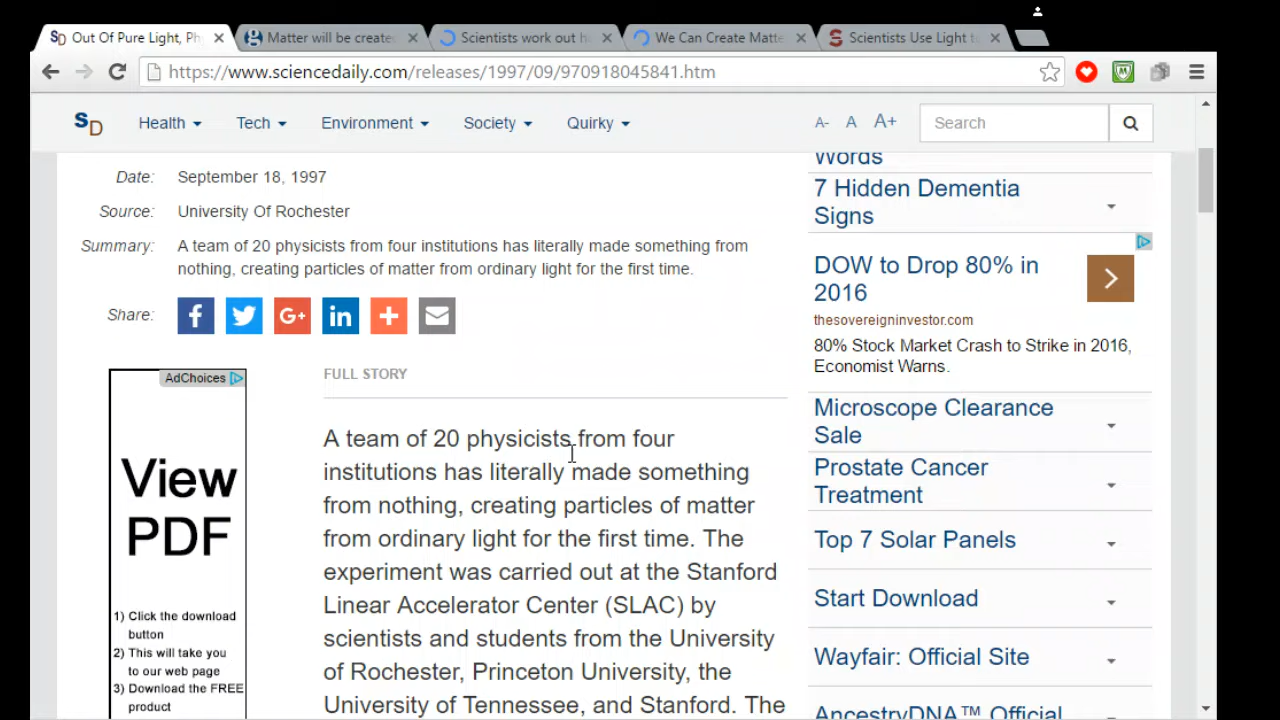 SD Out Of Pure Light, Ph
Matter will be create
Scientists work out h
We Can Create Matte
Scientists Use Light t
https://www.sciencedaily.com/releases/1997/09/970918045841.htm
SD Health Tech Environment Society Quirky A- A A+ Search
Date: September 18, 1997
Source: University Of Rochester
Summary: A team of 20 physicists from four institutions has literally made something from
nothing, creating particles of matter from ordinary light for the first time.
Share:
AdChoices
View
PDF
1) Click the download
button
2) This will take you
to our web page
3) Download the FREE
product
FULL STORY
A team of 20 physicists from four
institutions has literally made something
from nothing, creating particles of matter
from ordinary light for the first time. The
experiment was carried out at the Stanford
Linear Accelerator Center (SLAC) by
scientists and students from the University
of Rochester, Princeton University, the
University of Tennessee, and Stanford. The
Words
7 Hidden Dementia
Signs
DOW to Drop 80% in
2016
thesovereigninvestor.com
80% Stock Market Crash to Strike in 2016,
Economist Warns.
Microscope Clearance
Sale
Prostate Cancer
Treatment
Top 7 Solar Panels
Start Download
Wayfair: Official Site
AncestryDNA™ Official